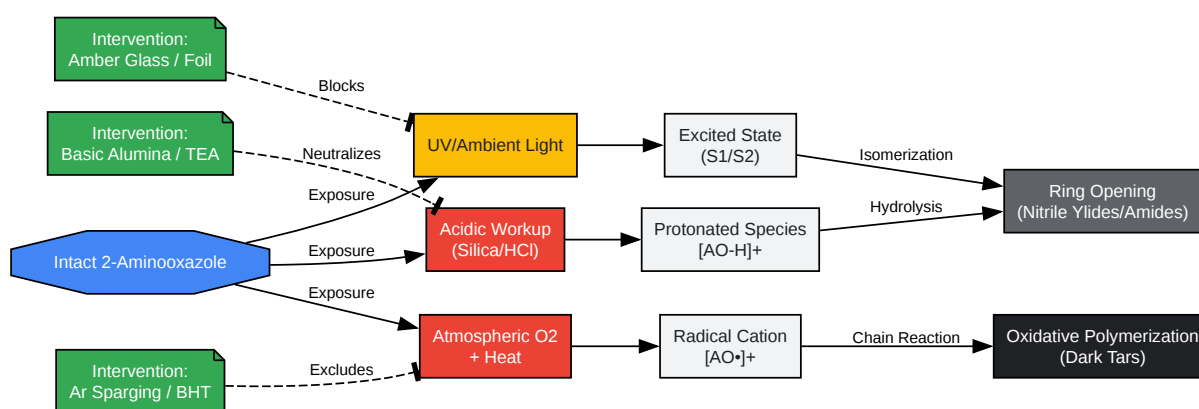 Intervention:
Amber Glass / Foil
Blocks
Intervention:
Basic Alumina / TEA
Neutralizes
UV/Ambient Light
Excited State
(S1/S2)
Isomerization
Exposure
Ring Opening
(Nitrile Ylides/Amides)
Hydrolysis
Acidic Workup
(Silica/HCl)
Protonated Species
[AO-H]+
Intact 2-Aminooxazole
Exposure
Exposure
Atmospheric O2
+ Heat
Radical Cation
[AO•]+
Chain Reaction
Oxidative Polymerization
(Dark Tars)
Intervention:
Ar Sparging / BHT
Excludes